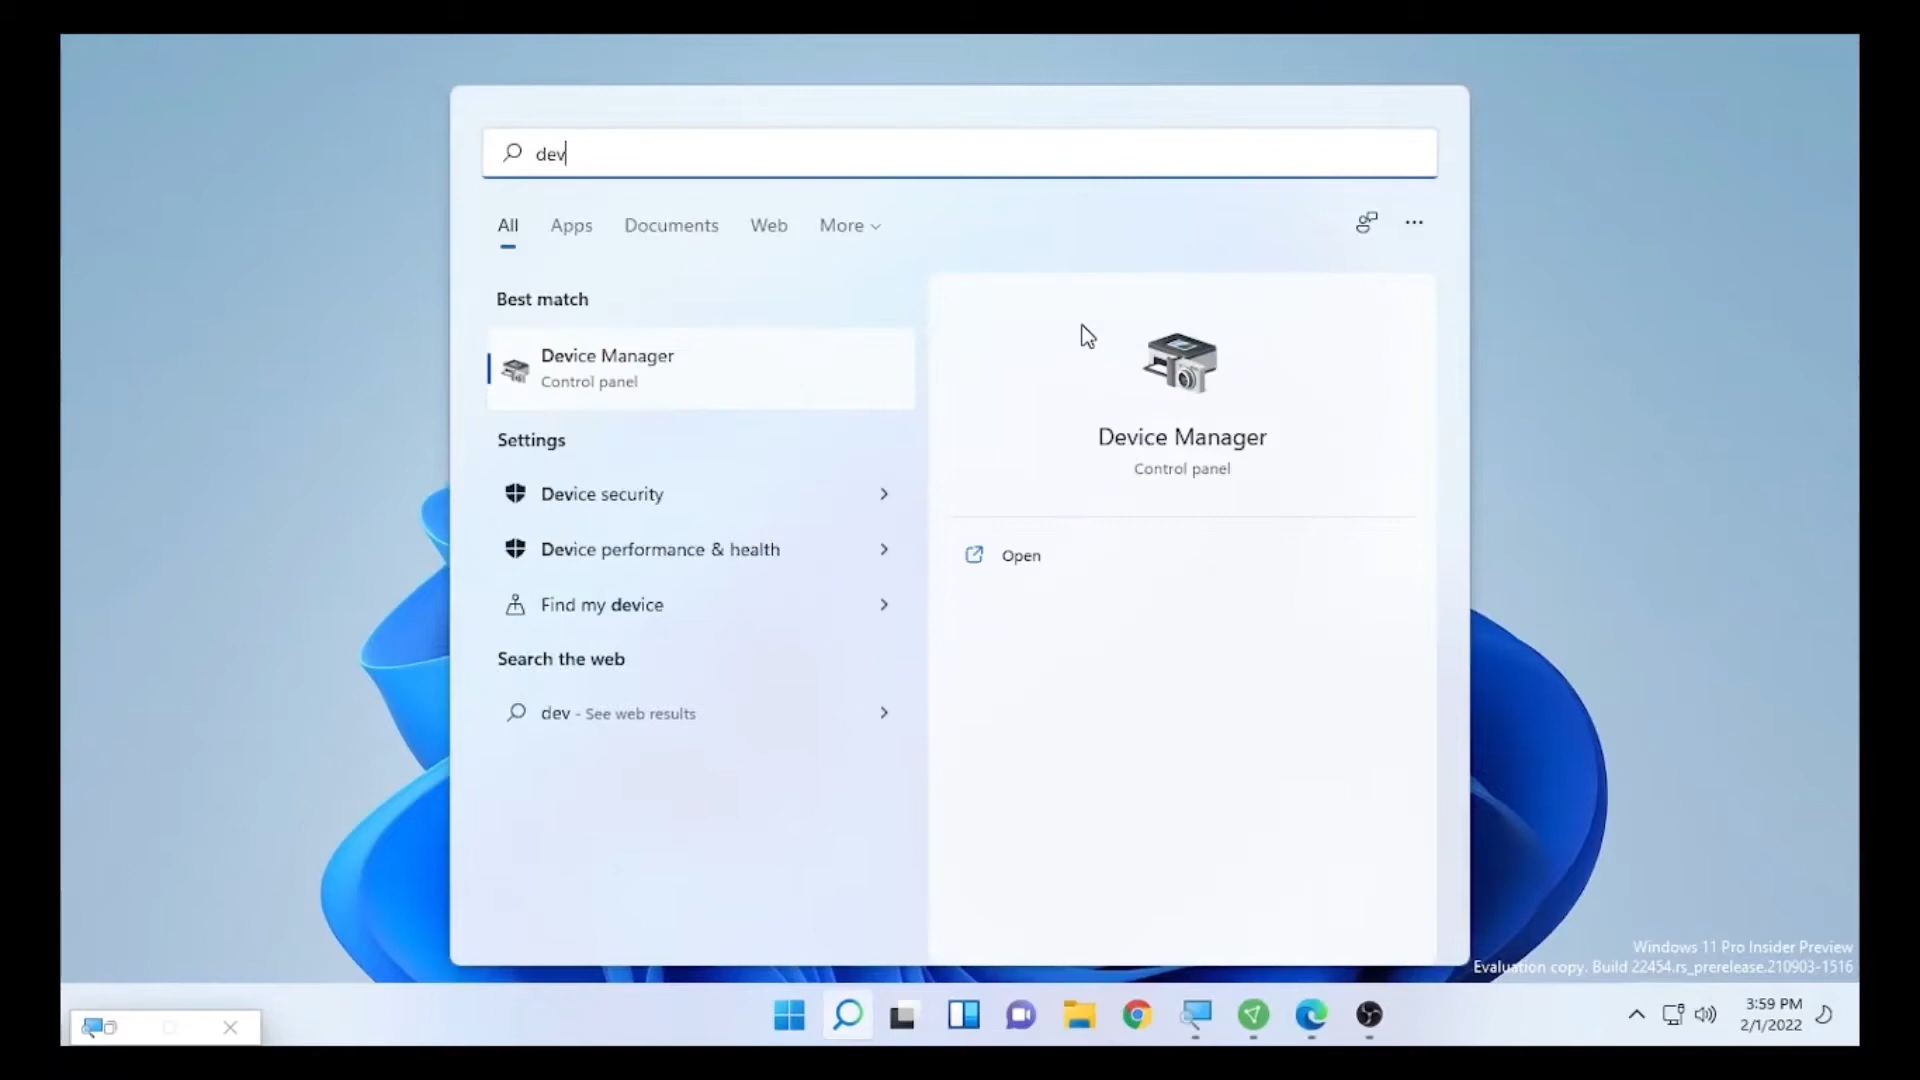 dev
All Apps Documents Web More
Best match
Device Manager
Control panel
Settings
Device security
Device performance & health
Find my device
Search the web
dev - See web results
Device Manager
Control panel
Open
Windows 11 Pro Insider Preview
Evaluation copy. Build 22454.rs_prerelease.210903-1516
3:59 PM
2/1/2022